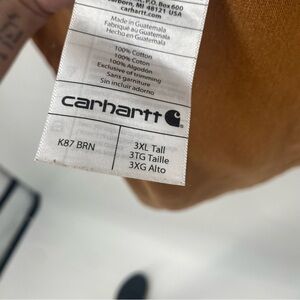 P.O. Box 600
Dearborn, MI 48121 USA
carhartt.com
Made in Guatemala
Fabriqué au Guatemala
Hecho en Guatemala
100% Cotton
100% Coton
100% Algodón
Exclusive of trimming
Sans garniture
Sin incluir adorno
carhartt
K87 BRN
3XL Tall
3TG Taille
3XG Alto